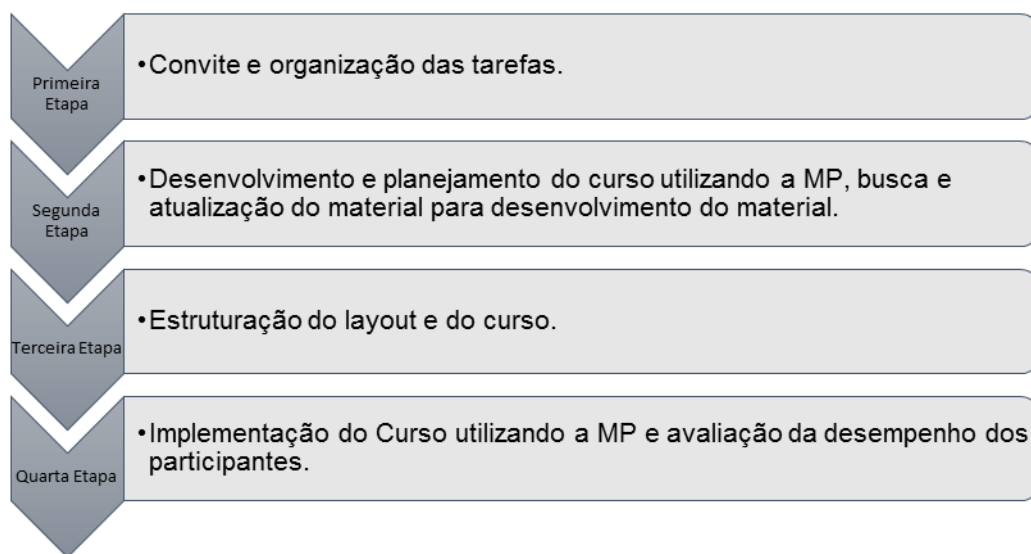 Primeira
Etapa
•Convite e organização das tarefas.
Segunda
Etapa
•Desenvolvimento e planejamento do curso utilizando a MP, busca e
atualização do material para desenvolvimento do material.
Terceira Etapa
•Estruturação do layout e do curso.
Quarta Etapa
•Implementação do Curso utilizando a MP e avaliação da desempenho dos
participantes.